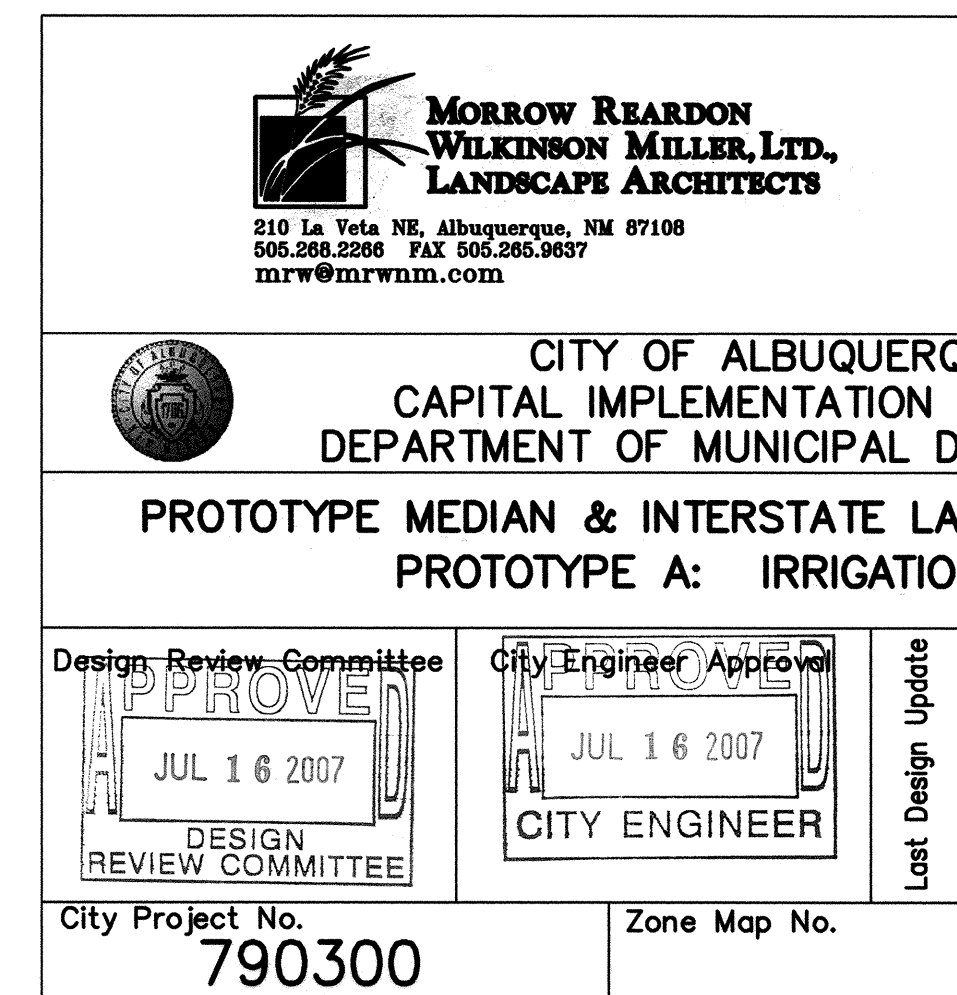 MORROW REARDON
WILKINSON MILLER, LTD.,
LANDSCAPE ARCHITECTS
210 La Veta NE, Albuquerque, NM 87108
505.268.2266 FAX 505.265.9637
mrw@mrwnm.com
CITY OF ALBUQUERQ
CAPITAL IMPLEMENTATION
DEPARTMENT OF MUNICIPAL D
PROTOTYPE MEDIAN & INTERSTATE LA
PROTOTYPE A: IRRIGATIO
Design Review Committee
APPROVED
JUL 16 2007
DESIGN
REVIEW COMMITTEE
City Engineer Approval
APPROVED
JUL 16 2007
CITY ENGINEER
Last Design Update
City Project No.
790300
Zone Map No.